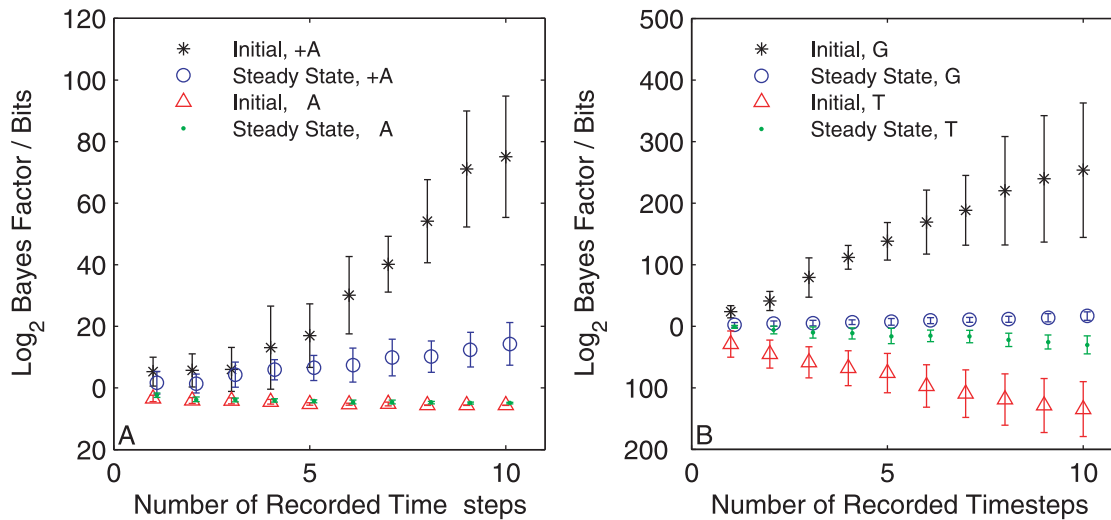 120
100
80
60
40
20
0
20
0
5
10
Log2 Bayes Factor / Bits
Number of Recorded Time steps
Initial, +A
Steady State, +A
Initial, A
Steady State, A
A
500
400
300
200
100
0
100
200
0
5
10
Log2 Bayes Factor / Bits
Number of Recorded Timesteps
Initial, G
Steady State, G
Initial, T
Steady State, T
B